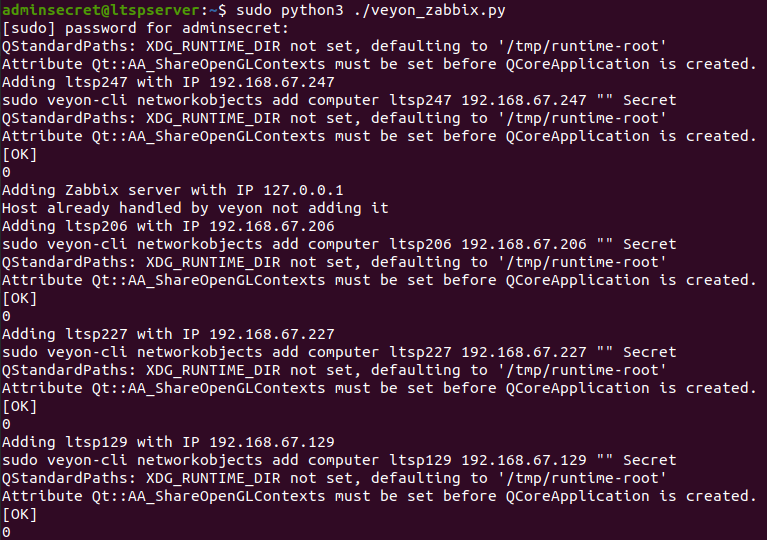 adminsecret@ltspserver:~$ sudo python3 ./veyon_zabbix.py
[sudo] password for adminsecret:
QStandardPaths: XDG_RUNTIME_DIR not set, defaulting to '/tmp/runtime-root'
Attribute Qt::AA_ShareOpenGLContexts must be set before QCoreApplication is created.
Adding ltsp247 with IP 192.168.67.247
sudo veyon-cli networkobjects add computer ltsp247 192.168.67.247 "" Secret
QStandardPaths: XDG_RUNTIME_DIR not set, defaulting to '/tmp/runtime-root'
Attribute Qt::AA_ShareOpenGLContexts must be set before QCoreApplication is created.
[OK]
0
Adding Zabbix server with IP 127.0.0.1
Host already handled by veyon not adding it
Adding ltsp206 with IP 192.168.67.206
sudo veyon-cli networkobjects add computer ltsp206 192.168.67.206 "" Secret
QStandardPaths: XDG_RUNTIME_DIR not set, defaulting to '/tmp/runtime-root'
Attribute Qt::AA_ShareOpenGLContexts must be set before QCoreApplication is created.
[OK]
0
Adding ltsp227 with IP 192.168.67.227
sudo veyon-cli networkobjects add computer ltsp227 192.168.67.227 "" Secret
QStandardPaths: XDG_RUNTIME_DIR not set, defaulting to '/tmp/runtime-root'
Attribute Qt::AA_ShareOpenGLContexts must be set before QCoreApplication is created.
[OK]
0
Adding ltsp129 with IP 192.168.67.129
sudo veyon-cli networkobjects add computer ltsp129 192.168.67.129 "" Secret
QStandardPaths: XDG_RUNTIME_DIR not set, defaulting to '/tmp/runtime-root'
Attribute Qt::AA_ShareOpenGLContexts must be set before QCoreApplication is created.
[OK]
0